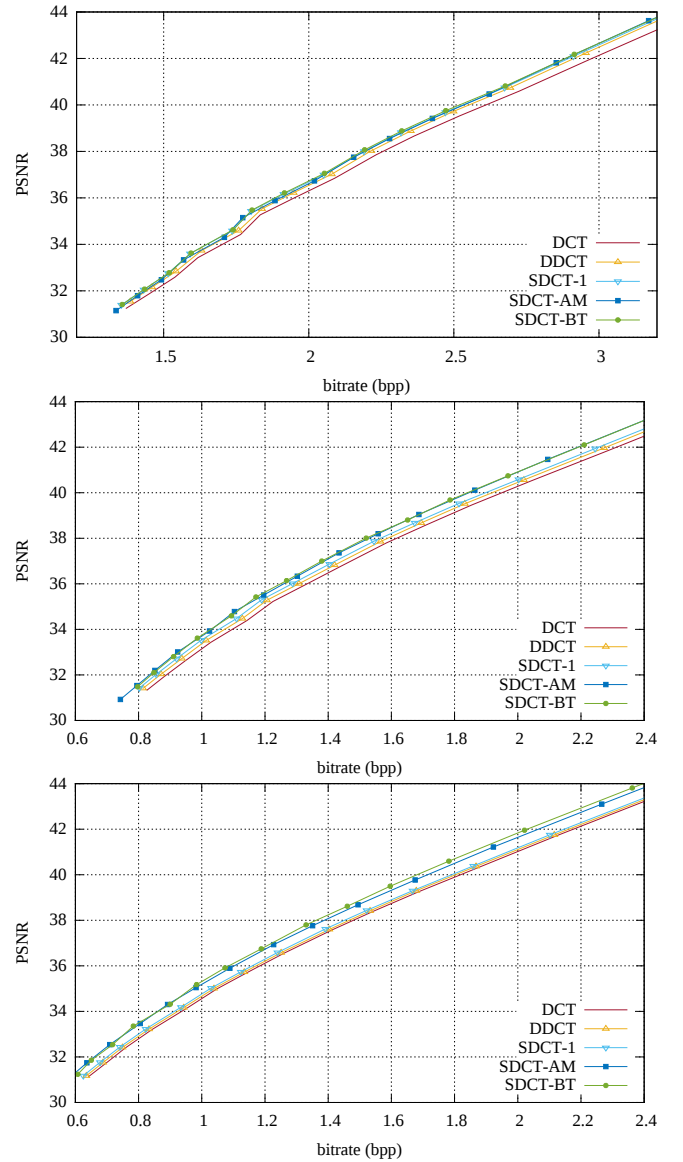 44
42
40
38
36
34
32
30
PSNR
DCT
DDCT
SDCT-1
SDCT-AM
SDCT-BT
1.5 2 2.5 3
bitrate (bpp)
44
42
40
38
36
34
32
30
PSNR
DCT
DDCT
SDCT-1
SDCT-AM
SDCT-BT
0.6 0.8 1 1.2 1.4 1.6 1.8 2 2.2 2.4
bitrate (bpp)
44
42
40
38
36
34
32
30
PSNR
DCT
DDCT
SDCT-1
SDCT-AM
SDCT-BT
0.6 0.8 1 1.2 1.4 1.6 1.8 2 2.2 2.4
bitrate (bpp)